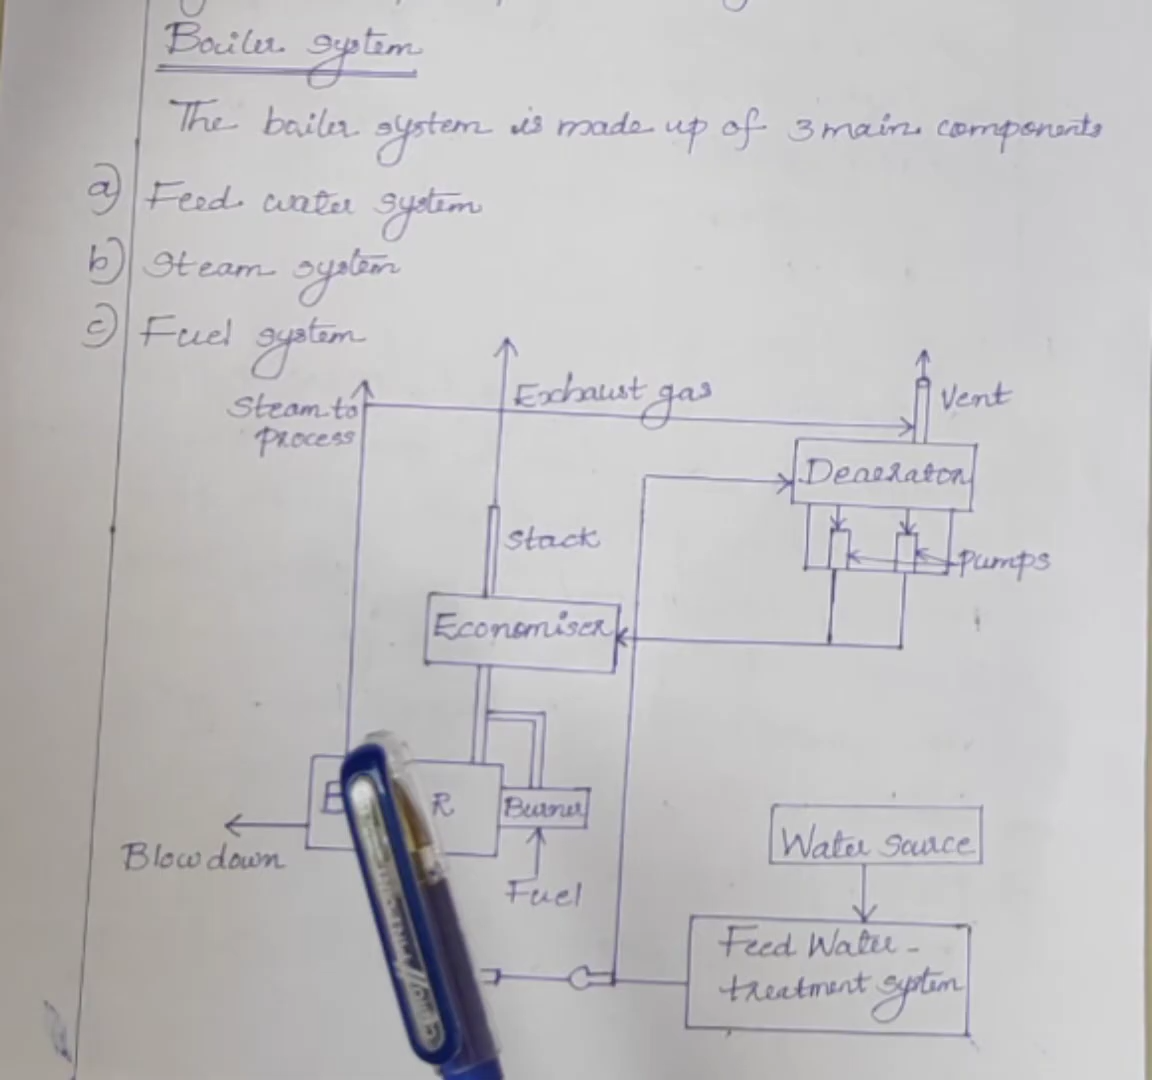 Boiler system
The boiler system is made up of 3 main components
a) Feed water system
b) Steam system
c) Fuel system
Steam to
process
Exhaust gas
Vent
Deaerator
Stack
Pumps
Economiser
R
Burner
Blow down
Fuel
Water source
Feed Water-
treatment system